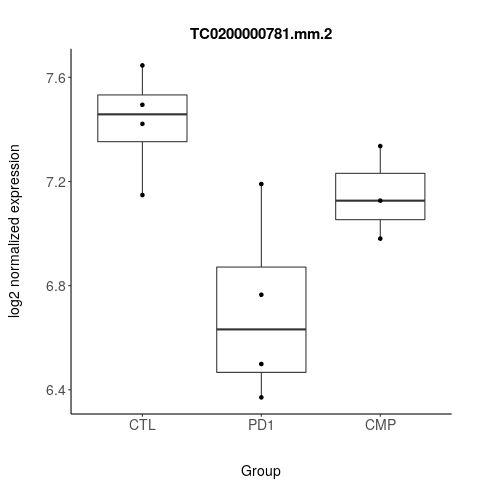 TC0200000781.mm.2
log2 normalized expression
7.6
7.2
6.8
6.4
CTL
PD1
CMP
Group